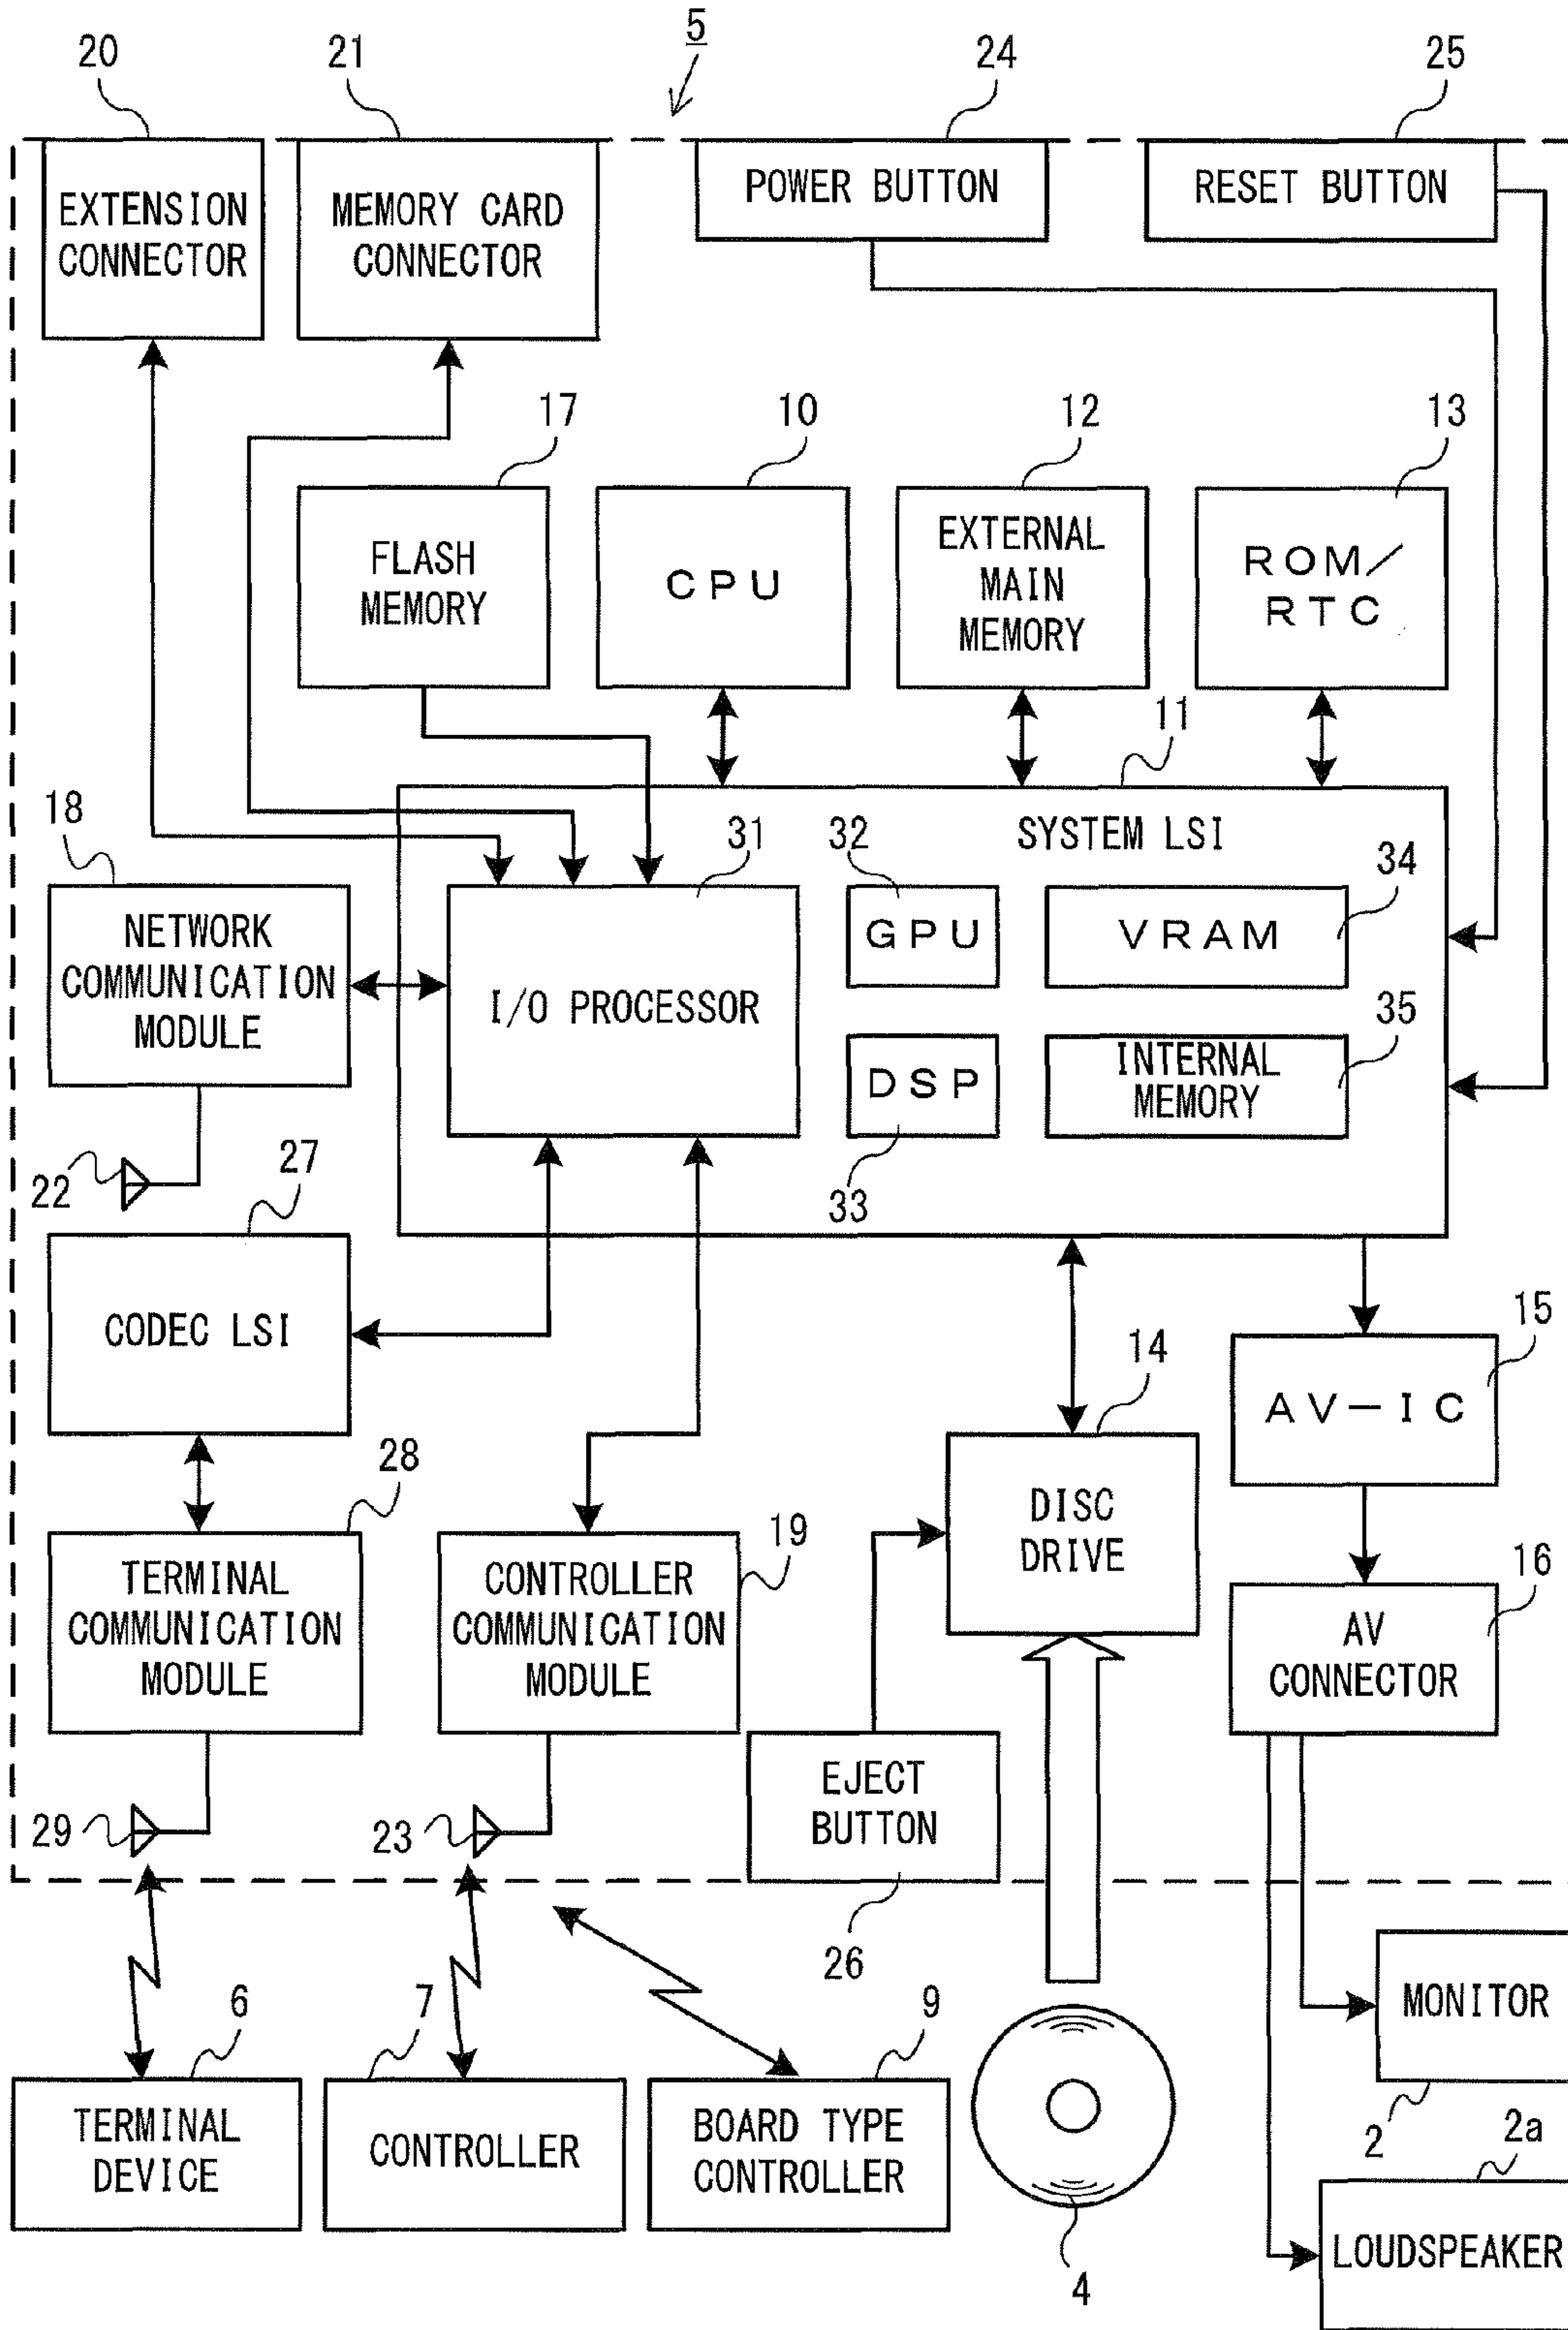 5
20
21
24
25
EXTENSION
CONNECTOR
MEMORY CARD
CONNECTOR
POWER BUTTON
RESET BUTTON
17
10
12
13
FLASH
MEMORY
CPU
EXTERNAL
MAIN
MEMORY
ROM/
RTC
11
18
31
32
SYSTEM LSI
34
NETWORK
COMMUNICATION
MODULE
I/O PROCESSOR
GPU
VRAM
35
DSP
INTERNAL
MEMORY
22
27
33
CODEC LSI
14
15
AV-IC
28
19
DISC
DRIVE
16
TERMINAL
COMMUNICATION
MODULE
CONTROLLER
COMMUNICATION
MODULE
AV
CONNECTOR
29
23
EJECT
BUTTON
26
6
7
9
MONITOR
2
TERMINAL
DEVICE
CONTROLLER
BOARD TYPE
CONTROLLER
2a
4
LOUDSPEAKER